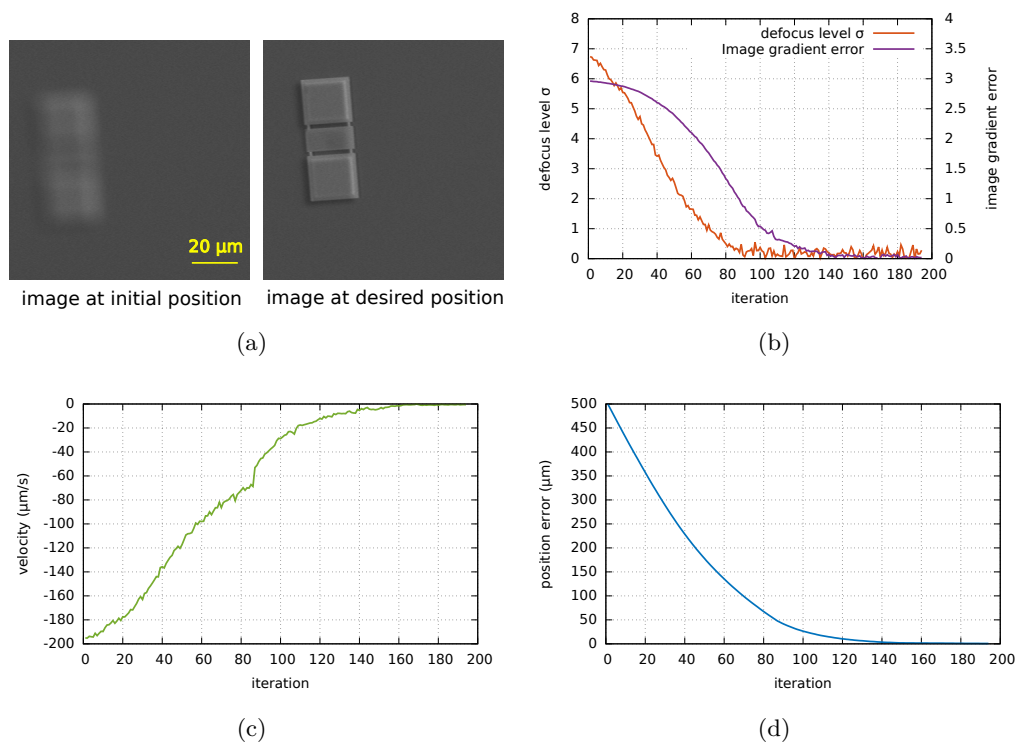 20 µm
image at initial position
image at desired position
(a)
defocus level σ
Image gradient error
8
7
6
5
4
3
2
1
0
4
3.5
3
2.5
2
1.5
1
0.5
0
defocus level σ
image gradient error
0 20 40 60 80 100 120 140 160 180 200
iteration
(b)
0
-20
-40
-60
-80
-100
-120
-140
-160
-180
-200
velocity (µm/s)
0 20 40 60 80 100 120 140 160 180 200
iteration
(c)
500
450
400
350
300
250
200
150
100
50
0
position error (µm)
0 20 40 60 80 100 120 140 160 180 200
iteration
(d)